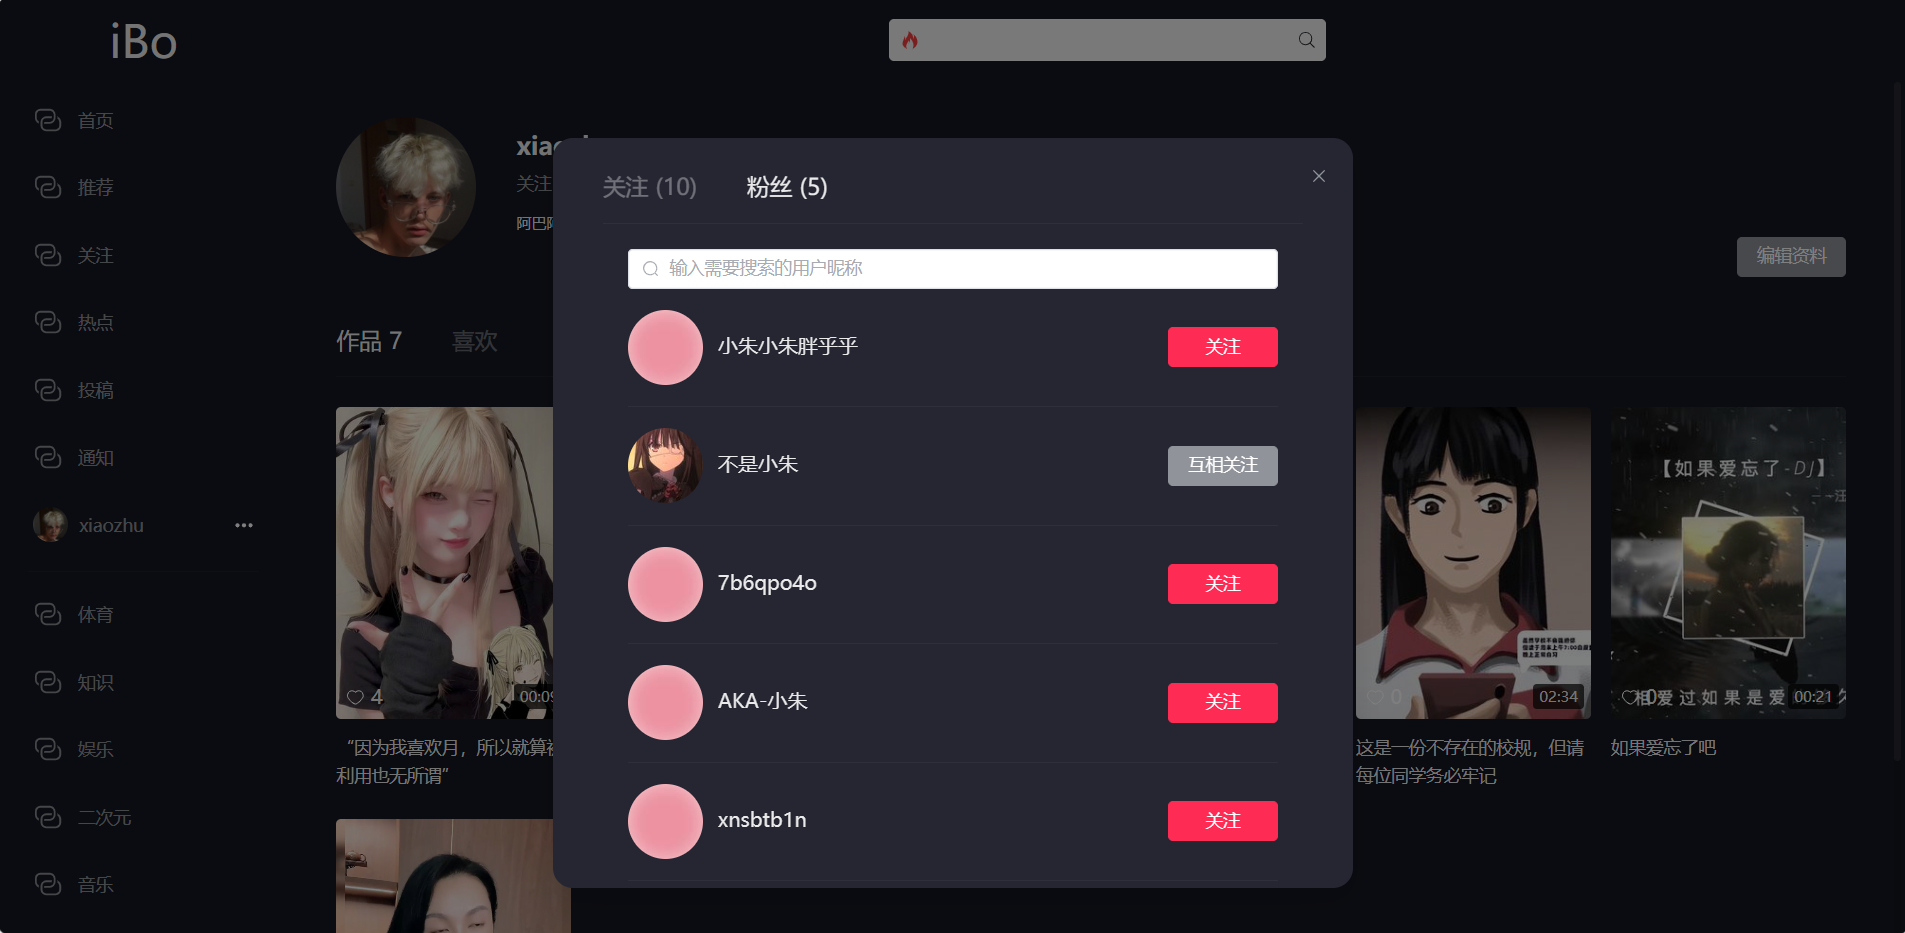 iBo
首页
推荐
关注
热点
投稿
通知
xiaozhu
体育
知识
娱乐
二次元
音乐
关注
阿巴
编辑资料
作品 7
喜欢
关注 (10)
粉丝 (5)
输入需要搜索的用户昵称
小朱小朱胖乎乎
关注
不是小朱
互相关注
7b6qpo4o
关注
AKA-小朱
关注
xnsbtb1n
关注
4
00:09
“因为我喜欢月，所以就算被
利用也无所谓”
0
02:34
这是一份不存在的校规，但请
每位同学务必牢记
【如果爱忘了-DJ】
相爱过如果是爱
0
00:21
如果爱忘了吧